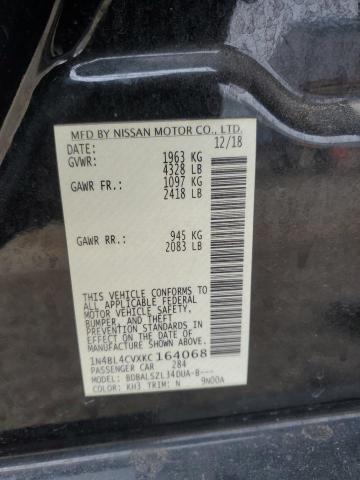 MFD BY NISSAN MOTOR CO., LTD.
DATE: 12/18
GVWR: 1963 KG
4328 LB
GAWR FR.: 1097 KG
2418 LB
GAWR RR.: 945 KG
2083 LB
THIS VEHICLE CONFORMS TO
ALL APPLICABLE FEDERAL
MOTOR VEHICLE SAFETY,
BUMPER, AND THEFT
PREVENTION STANDARDS IN
EFFECT ON THE DATE OF
MANUFACTURE SHOWN ABOVE.
1N4BL4CVXKC164068
PASSENGER CAR 284
MODEL: BDBALSZL34DUA-B---
COLOR: KH3 TRIM: N 9N00A